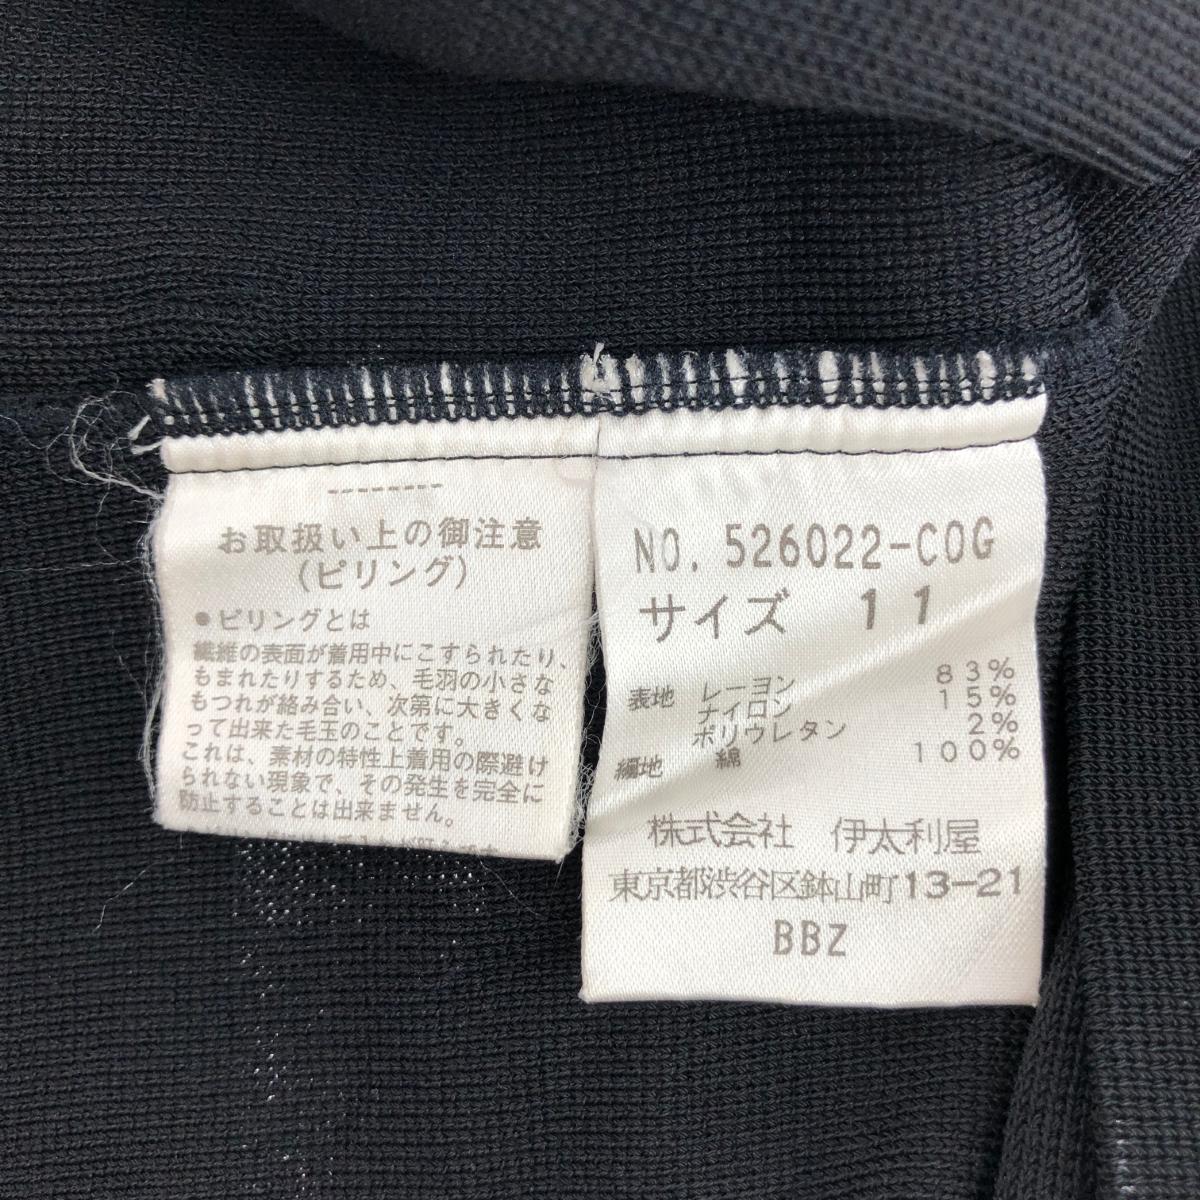 --------
お取扱い上の御注意
(ピリング)
●ピリングとは
繊維の表面が着用中にこすられたり、
もまれたりするため、毛羽の小さな
もつれが絡み合い、次第に大きくな
って出来た毛玉のことです。
これは、素材の特性上着用の際避け
られない現象で、その発生を完全に
防止することは出来ません。
NO. 526022-COG
サイズ 11
表地 レーヨン 83%
ナイロン 15%
ポリウレタン 2%
編地 綿 100%
株式会社 伊太利屋
東京都渋谷区鉢山町13-21
BBZ